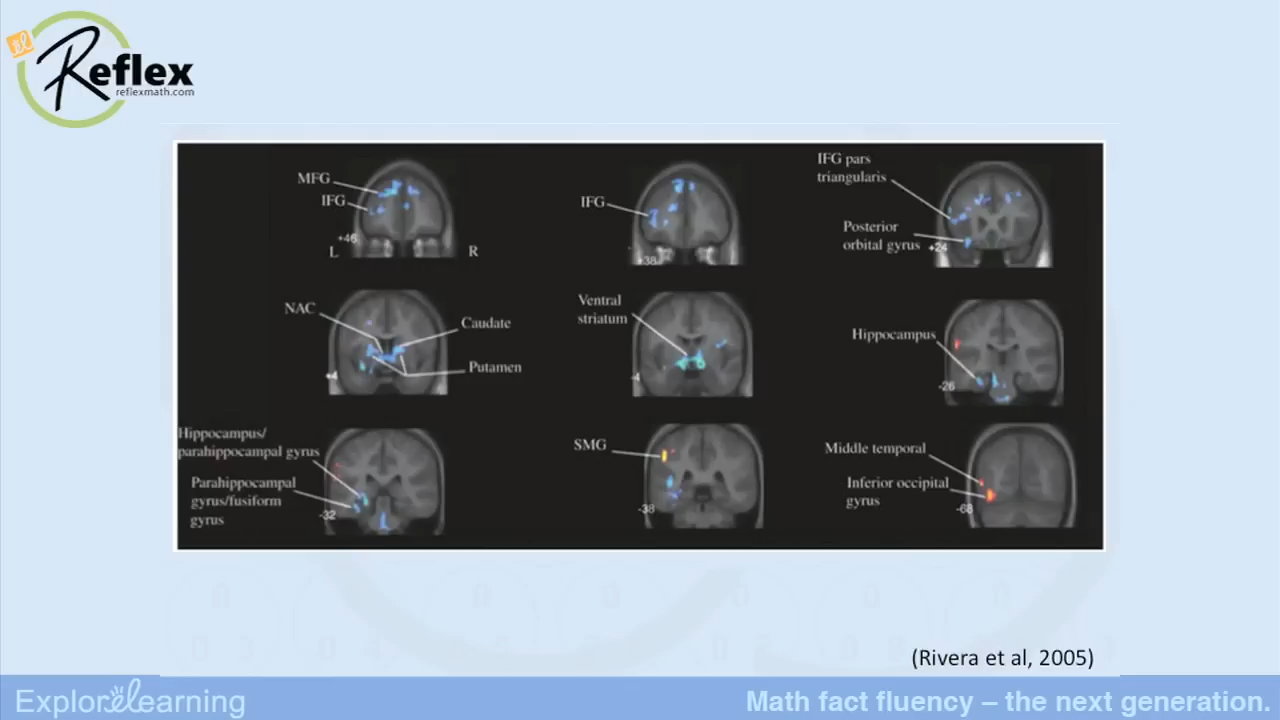 el
Reflex
reflexmath.com
MFG
IFG
+46
L
R
IFG
+38
IFG pars
triangularis
Posterior
orbital gyrus
+24
NAC
Caudate
Putamen
+4
Ventral
striatum
-4
Hippocampus
-26
Hippocampus/
parahippocampal gyrus
Parahippocampal
gyrus/fusiform
gyrus
-32
SMG
-38
Middle temporal
Inferior occipital
gyrus
-68
(Rivera et al, 2005)
Explorelearning
Math fact fluency – the next generation.